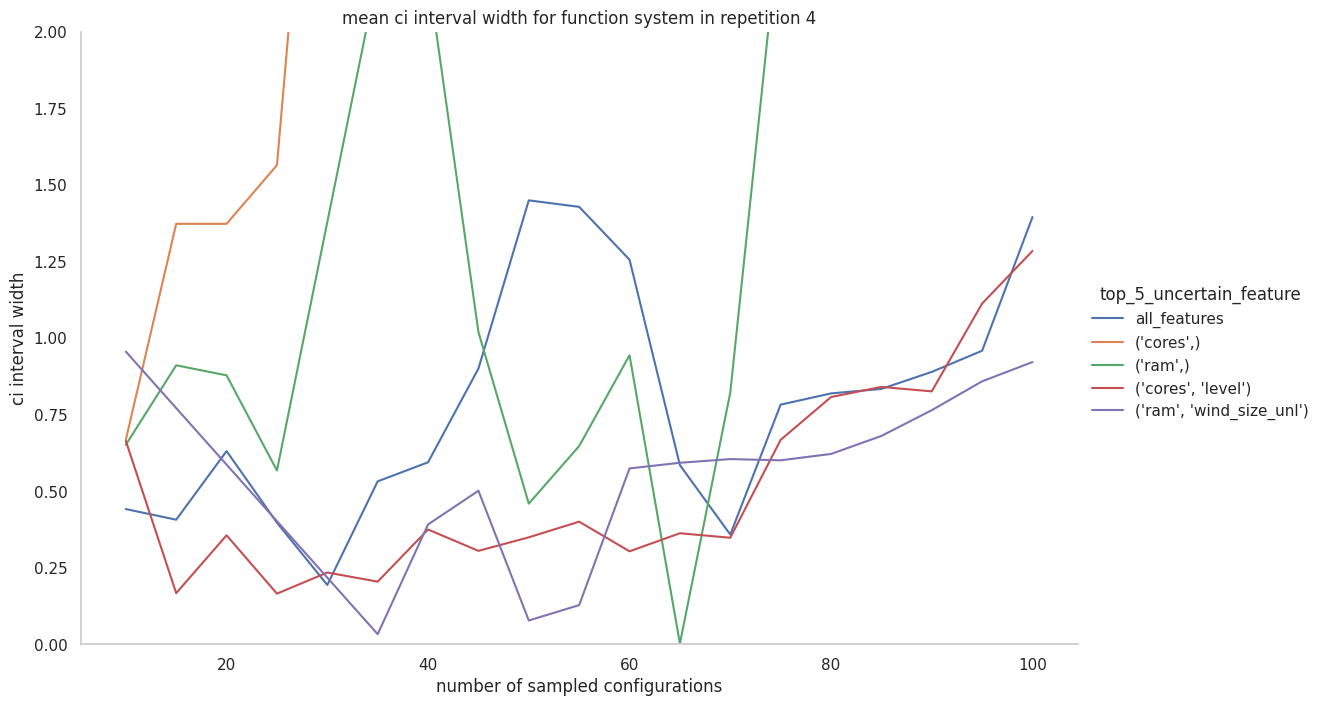 mean ci interval width for function system in repetition 4
2.00
1.75
1.50
1.25
1.00
0.75
0.50
0.25
0.00
ci interval width
20
40
60
80
100
number of sampled configurations
top_5_uncertain_feature
all_features
('cores',)
('ram',)
('cores', 'level')
('ram', 'wind_size_unl')